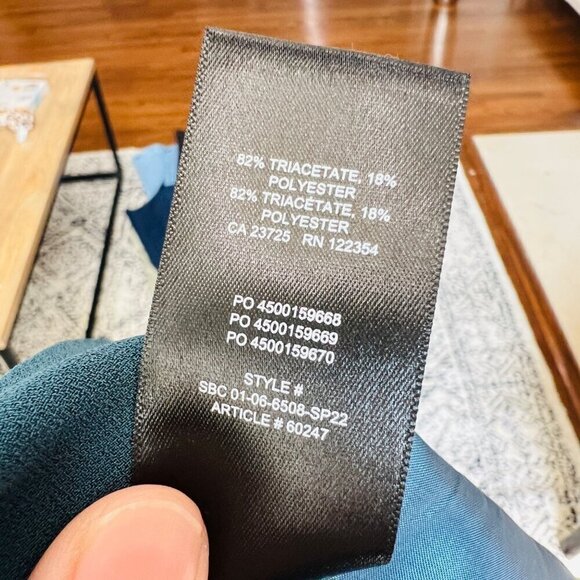 82% TRIACETATE, 18%
POLYESTER
82% TRIACÉTATE, 18%
POLYESTER
CA 23725 RN 122354
PO 4500159668
PO 4500159669
PO 4500159670
STYLE #
SBC 01-06-6508-SP22
ARTICLE # 60247